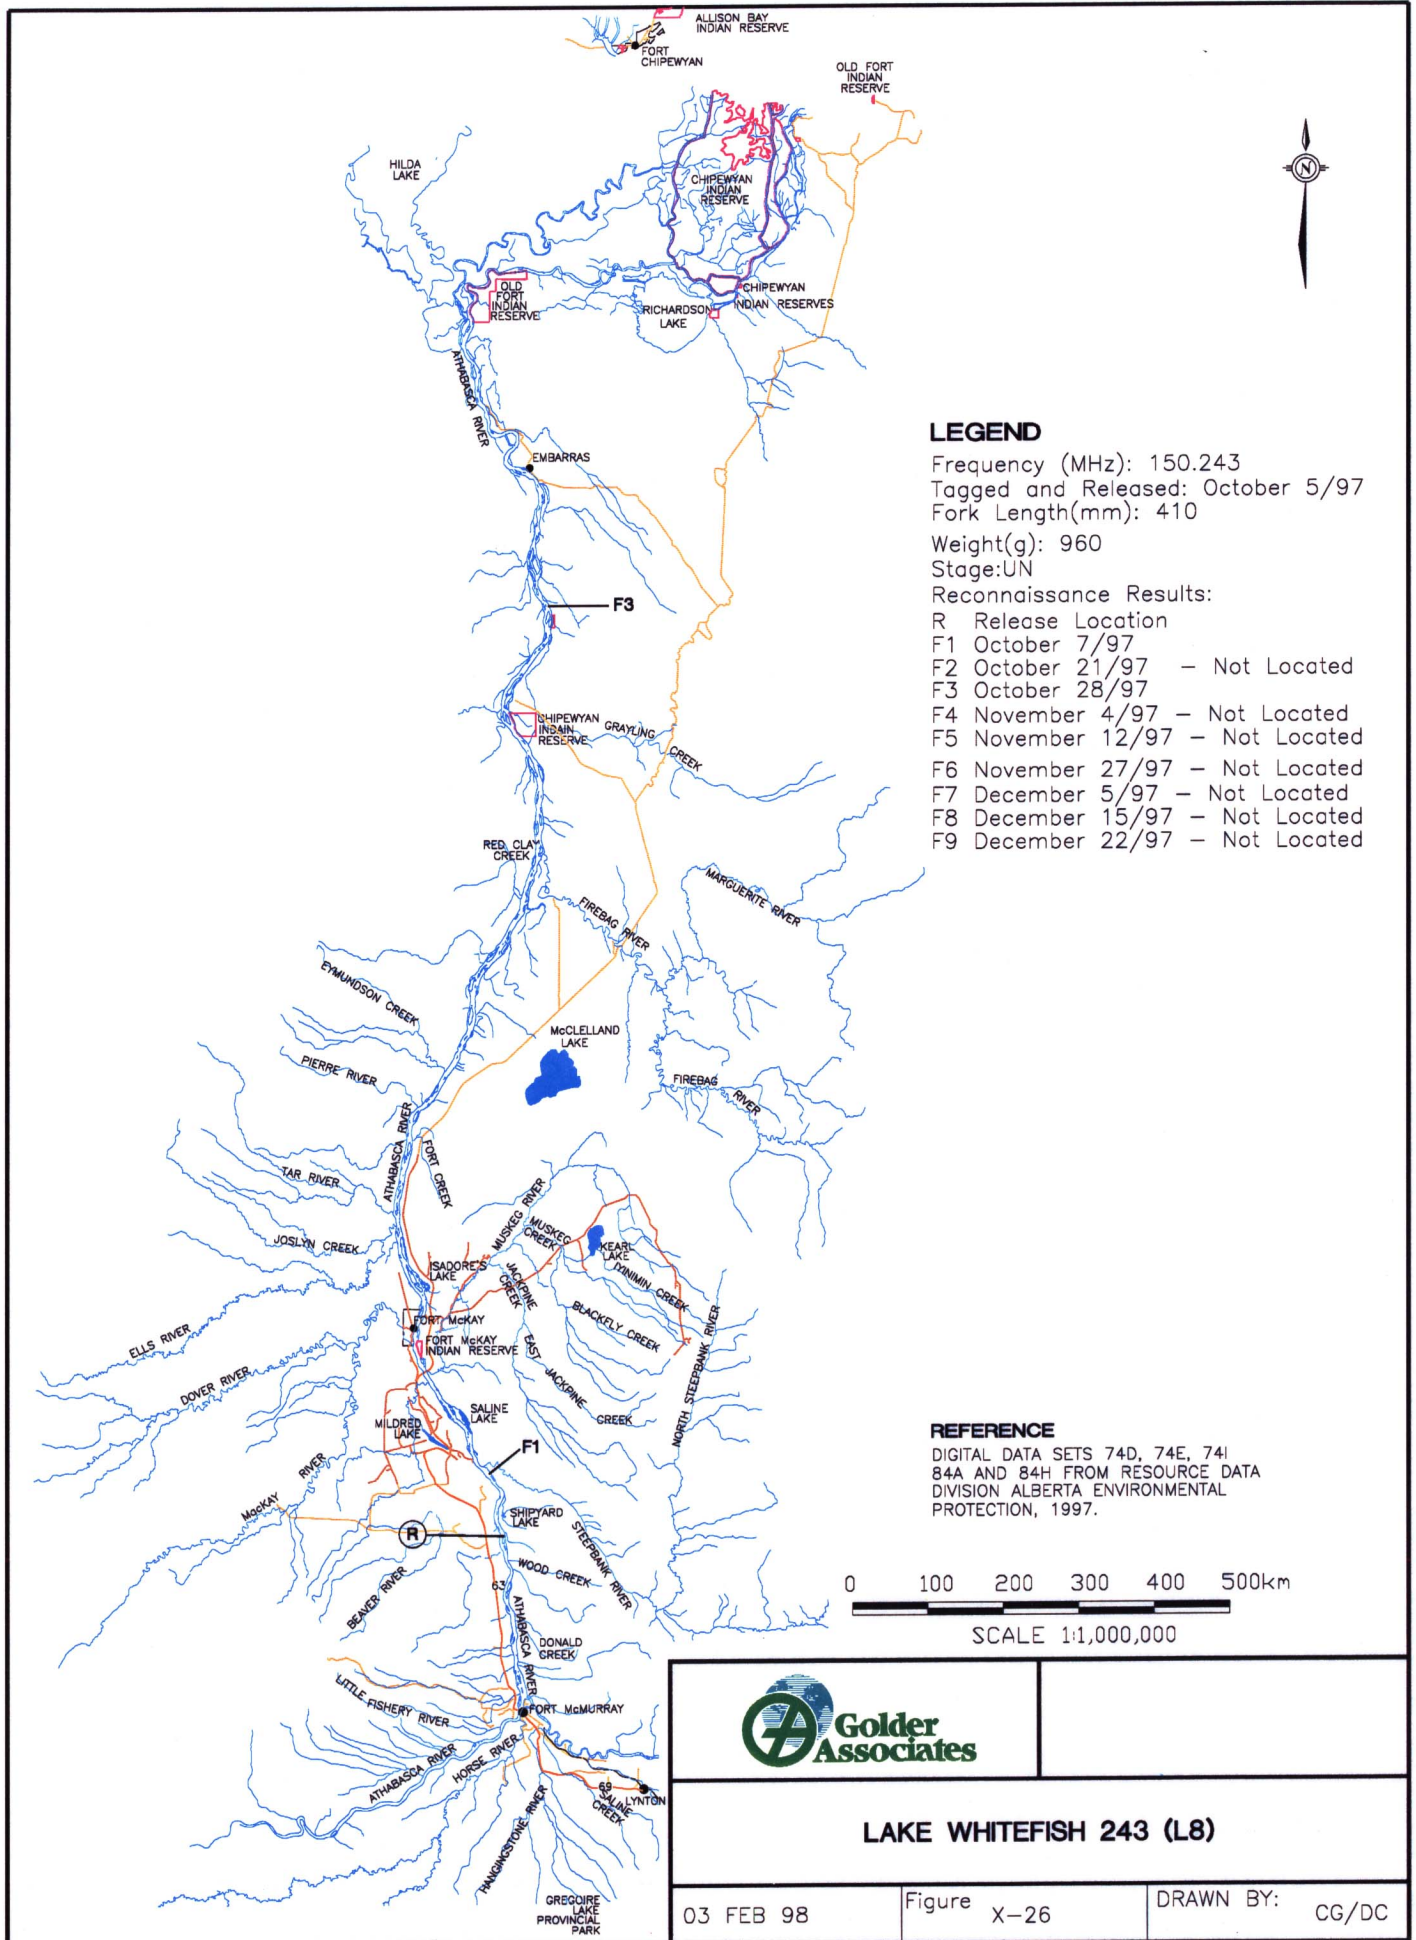 ALLISON BAY
INDIAN RESERVE
FORT
CHIPEWYAN
OLD FORT
INDIAN
RESERVE
N
HILDA
LAKE
CHIPEWYAN
INDIAN
RESERVE
OLD
FORT
INDIAN
RESERVE
CHIPEWYAN
INDIAN RESERVES
RICHARDSON
LAKE
ATHABASCA RIVER
EMBARRAS
F3
CHIPEWYAN
INDAIN
RESERVE
GRAYLING
CREEK
RED CLAY
CREEK
FIREBAG RIVER
MARGUERITE RIVER
EYMUNDSON CREEK
McCLELLAND
LAKE
PIERRE RIVER
FIREBAG
RIVER
ATHABASCA RIVER
FORT CREEK
TAR RIVER
MUSKEG RIVER
MUSKEG
CREEK
JOSLYN CREEK
KEARL
LAKE
ISADORE'S
LAKE
JACKPINE
CREEK
IYINIMIN CREEK
BLACKFLY CREEK
FORT McKAY
FORT McKAY
INDIAN RESERVE
ELLS RIVER
EAST
JACKPINE
CREEK
NORTH STEEPBANK RIVER
DOVER RIVER
SALINE
LAKE
MILDRED
LAKE
F1
RIVER
MacKAY
SHIPYARD
LAKE
R
STEEPBANK RIVER
WOOD CREEK
63
BEAVER RIVER
ATHABASCA RIVER
DONALD
CREEK
LITTLE FISHERY RIVER
FORT McMURRAY
ATHABASCA RIVER
HORSE RIVER
69
SALINE
CREEK
LYNTON
HANGINGSTONE RIVER
GREGOIRE
LAKE
PROVINCIAL
PARK
LEGEND
Frequency (MHz): 150.243
Tagged and Released: October 5/97
Fork Length(mm): 410
Weight(g): 960
Stage:UN
Reconnaissance Results:
R Release Location
F1 October 7/97
F2 October 21/97 – Not Located
F3 October 28/97
F4 November 4/97 – Not Located
F5 November 12/97 – Not Located
F6 November 27/97 – Not Located
F7 December 5/97 – Not Located
F8 December 15/97 – Not Located
F9 December 22/97 – Not Located
REFERENCE
DIGITAL DATA SETS 74D, 74E, 74I
84A AND 84H FROM RESOURCE DATA
DIVISION ALBERTA ENVIRONMENTAL
PROTECTION, 1997.
0 100 200 300 400 500km
SCALE 1:1,000,000
Golder
Associates
LAKE WHITEFISH 243 (L8)
03 FEB 98
Figure X–26
DRAWN BY: CG/DC